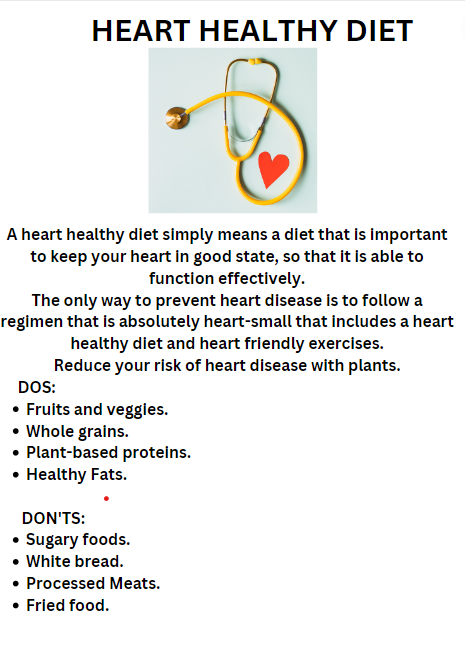 HEART HEALTHY DIET
A heart healthy diet simply means a diet that is important
to keep your heart in good state, so that it is able to
function effectively.
The only way to prevent heart disease is to follow a
regimen that is absolutely heart-small that includes a heart
healthy diet and heart friendly exercises.
Reduce your risk of heart disease with plants.
DOS:
• Fruits and veggies.
• Whole grains.
• Plant-based proteins.
• Healthy Fats.
DON'TS:
• Sugary foods.
• White bread.
• Processed Meats.
• Fried food.